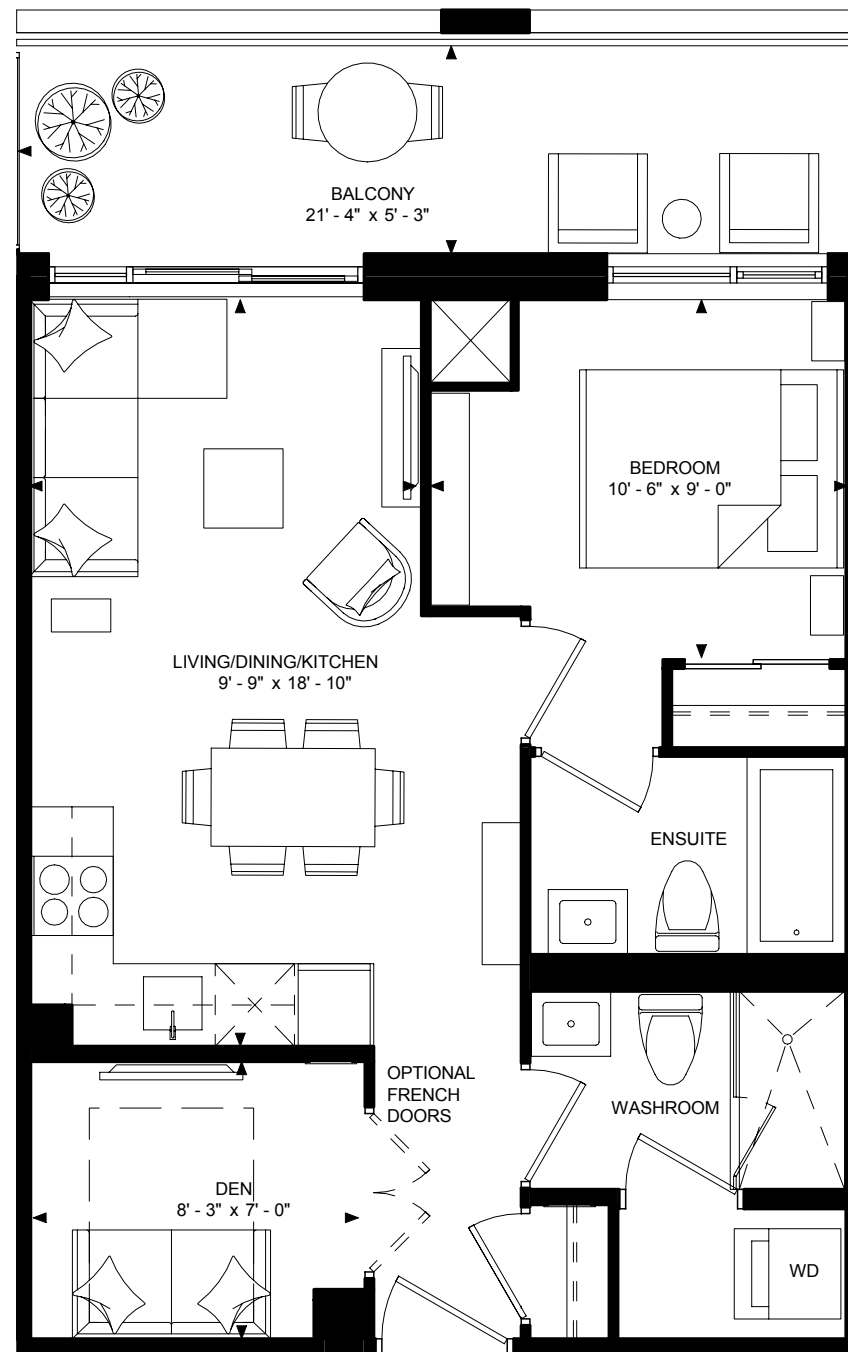 BALCONY
21' - 4" x 5' - 3"
BEDROOM
10' - 6" x 9' - 0"
LIVING/DINING/KITCHEN
9' - 9" x 18' - 10"
ENSUITE
OPTIONAL
FRENCH
DOORS
WASHROOM
DEN
8' - 3" x 7' - 0"
WD